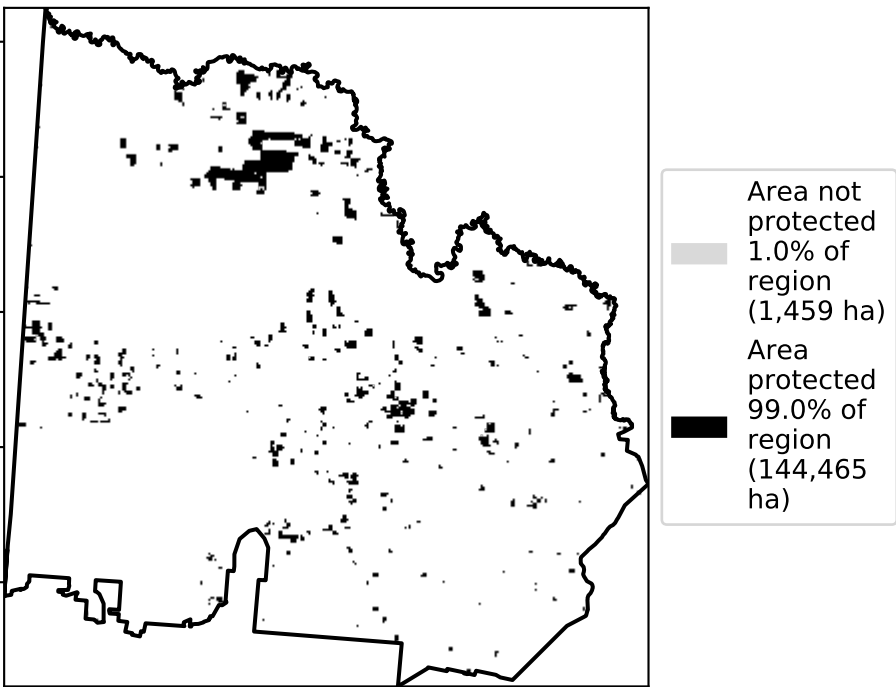 Area not
protected
1.0% of
region
(1,459 ha)
Area
protected
99.0% of
region
(144,465
ha)